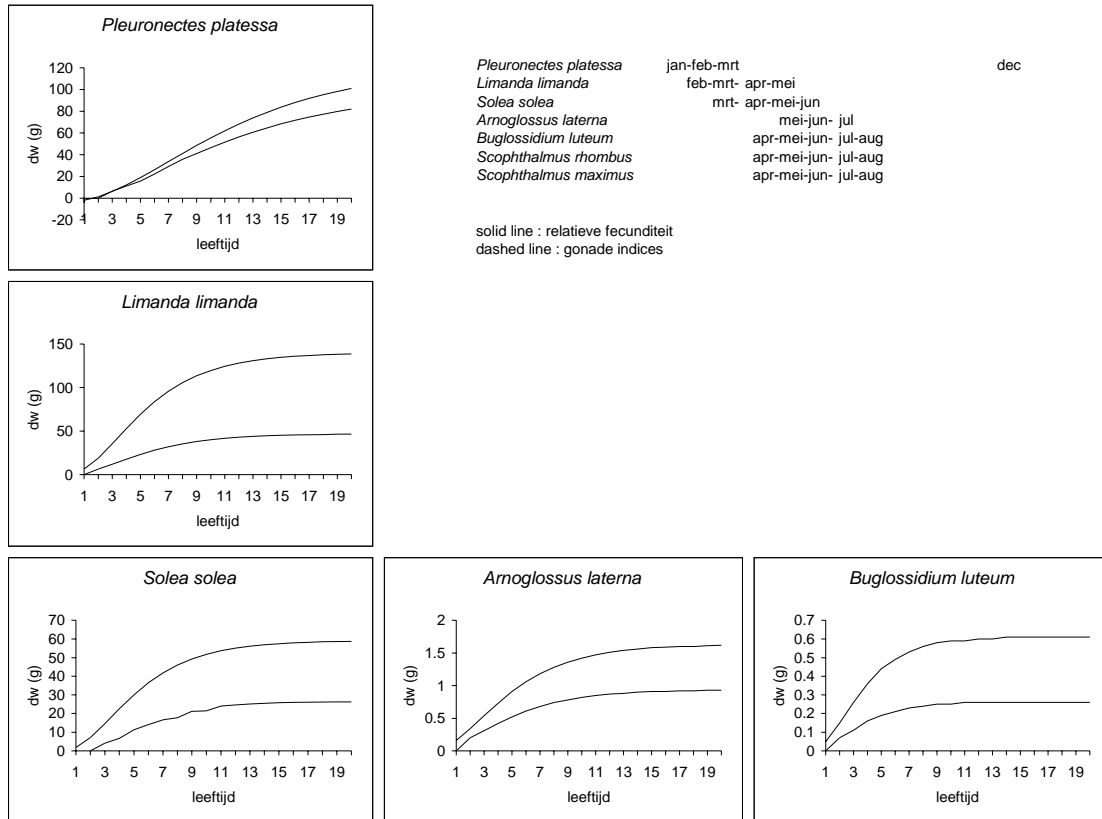 Pleuronectes platessa
120
100
80
60
40
20
0
-20
dw (g)
1 3 5 7 9 11 13 15 17 19
leeftijd
Pleuronectes platessa jan-feb-mrt dec
Limanda limanda feb-mrt- apr-mei
Solea solea mrt- apr-mei-jun
Arnoglossus laterna mei-jun- jul
Buglossidium luteum apr-mei-jun- jul-aug
Scophthalmus rhombus apr-mei-jun- jul-aug
Scophthalmus maximus apr-mei-jun- jul-aug
solid line : relatieve fecunditeit
dashed line : gonade indices
Limanda limanda
150
100
50
0
dw (g)
1 3 5 7 9 11 13 15 17 19
leeftijd
Solea solea
70
60
50
40
30
20
10
0
dw (g)
1 3 5 7 9 11 13 15 17 19
leeftijd
Arnoglossus laterna
2
1.5
1
0.5
0
dw (g)
1 3 5 7 9 11 13 15 17 19
leeftijd
Buglossidium luteum
0.7
0.6
0.5
0.4
0.3
0.2
0.1
0
dw (g)
1 3 5 7 9 11 13 15 17 19
leeftijd